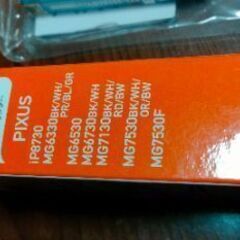 PIXUS
iP8730
MG6330BK/WH/
PR/BL/GR
MG6530
MG6730BK/WH
MG7130BK/WH/
RD/BW
MG7530BK/WH/
OR/BW
MG7530F